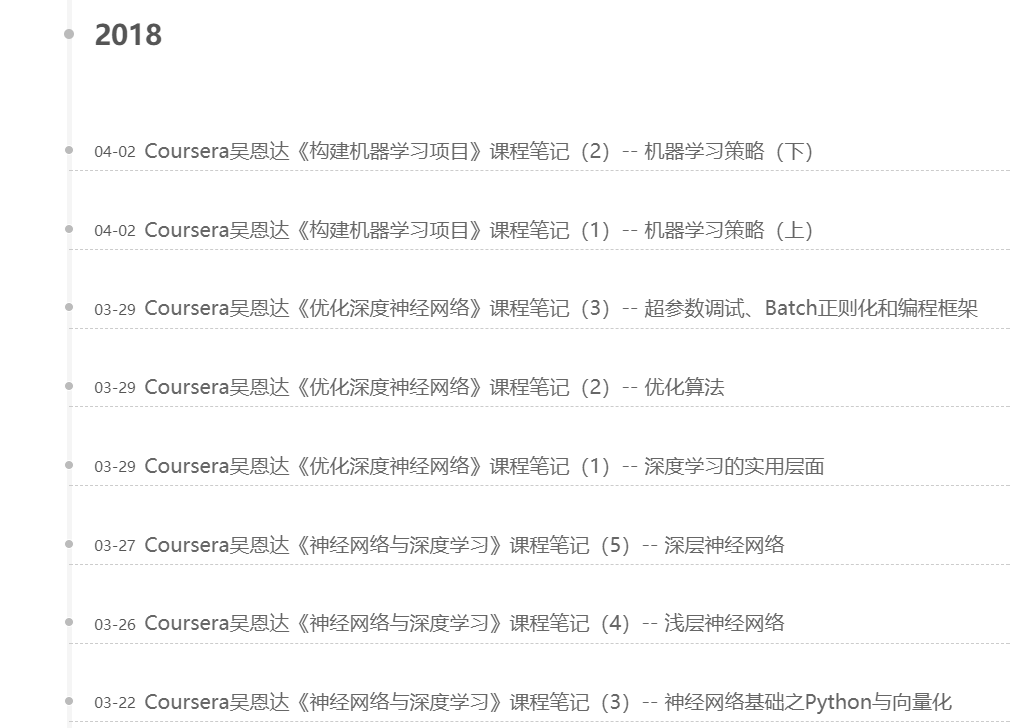 2018
04-02 Coursera吴恩达《构建机器学习项目》课程笔记（2）-- 机器学习策略（下）
04-02 Coursera吴恩达《构建机器学习项目》课程笔记（1）-- 机器学习策略（上）
03-29 Coursera吴恩达《优化深度神经网络》课程笔记（3）-- 超参数调试、Batch正则化和编程框架
03-29 Coursera吴恩达《优化深度神经网络》课程笔记（2）-- 优化算法
03-29 Coursera吴恩达《优化深度神经网络》课程笔记（1）-- 深度学习的实用层面
03-27 Coursera吴恩达《神经网络与深度学习》课程笔记（5）-- 深层神经网络
03-26 Coursera吴恩达《神经网络与深度学习》课程笔记（4）-- 浅层神经网络
03-22 Coursera吴恩达《神经网络与深度学习》课程笔记（3）-- 神经网络基础之Python与向量化